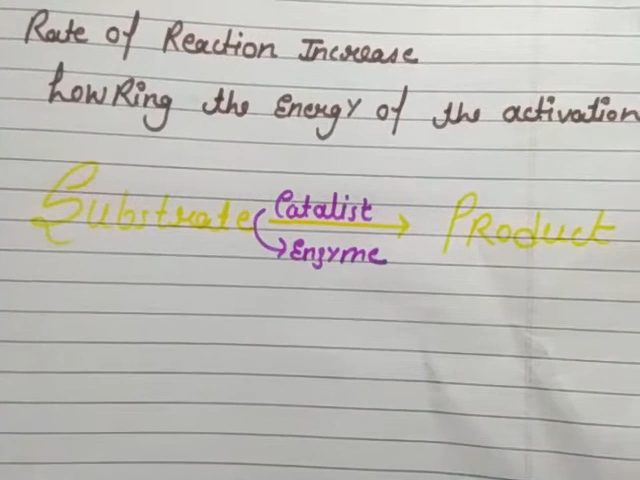 Rate of Reaction Increase
LowRing the Energy of the activation
Substrate Catalist PRoduct
Enzyme